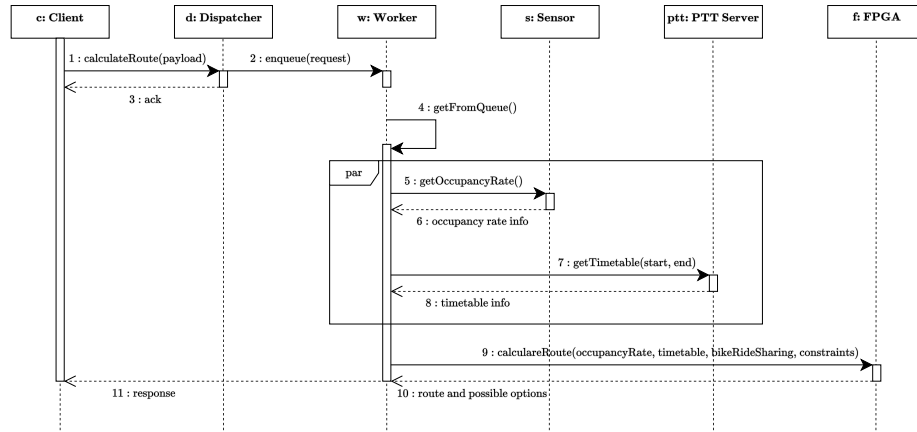 c: Client
d: Dispatcher
w: Worker
s: Sensor
ptt: PTT Server
f: FPGA
1 : calculateRoute(payload)
2 : enqueue(request)
3 : ack
4 : getFromQueue()
par
5 : getOccupancyRate()
6 : occupancy rate info
7 : getTimetable(start, end)
8 : timetable info
9 : calculareRoute(occupancyRate, timetable, bikeRideSharing, constraints)
11 : response
10 : route and possible options